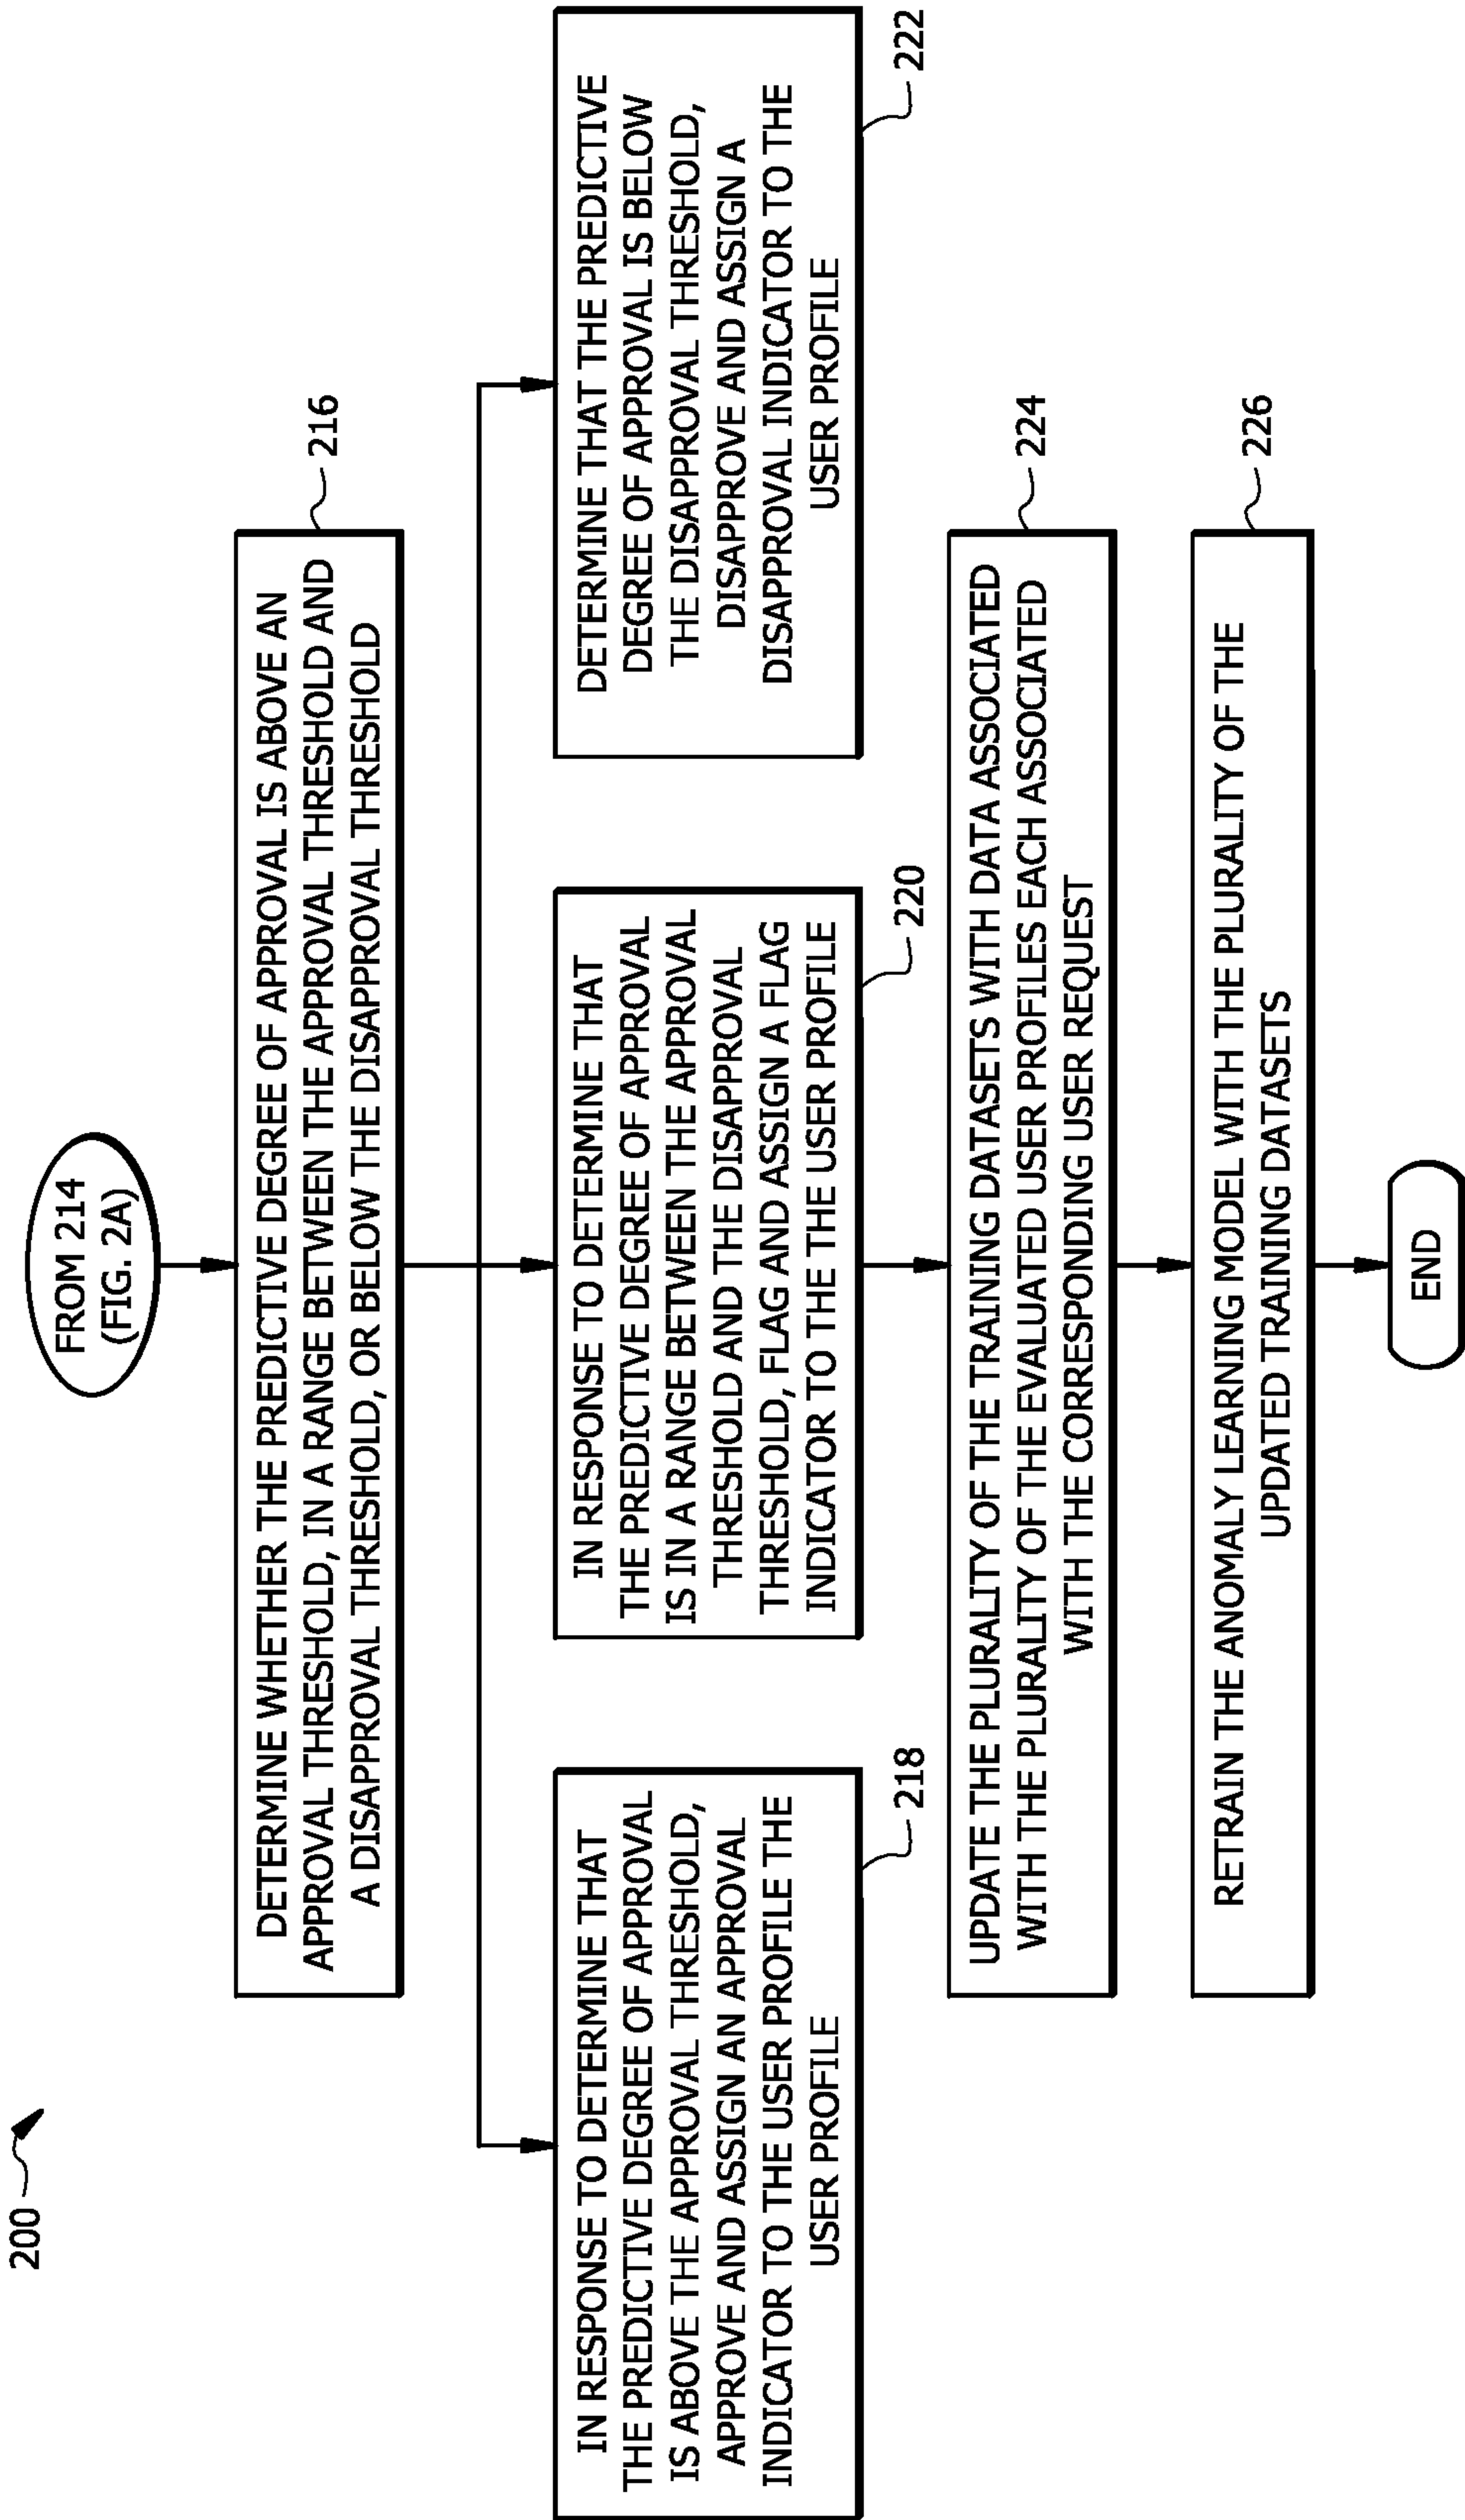 200
FROM 214
(FIG. 2A)
DETERMINE WHETHER THE PREDICTIVE DEGREE OF APPROVAL IS ABOVE AN
APPROVAL THRESHOLD, IN A RANGE BETWEEN THE APPROVAL THRESHOLD AND
A DISAPPROVAL THRESHOLD, OR BELOW THE DISAPPROVAL THRESHOLD
216
IN RESPONSE TO DETERMINE THAT
THE PREDICTIVE DEGREE OF APPROVAL
IS ABOVE THE APPROVAL THRESHOLD,
APPROVE AND ASSIGN AN APPROVAL
INDICATOR TO THE USER PROFILE THE
USER PROFILE
218
IN RESPONSE TO DETERMINE THAT
THE PREDICTIVE DEGREE OF APPROVAL
IS IN A RANGE BETWEEN THE APPROVAL
THRESHOLD AND THE DISAPPROVAL
THRESHOLD, FLAG AND ASSIGN A FLAG
INDICATOR TO THE THE USER PROFILE
220
DETERMINE THAT THE PREDICTIVE
DEGREE OF APPROVAL IS BELOW
THE DISAPPROVAL THRESHOLD,
DISAPPROVE AND ASSIGN A
DISAPPROVAL INDICATOR TO THE
USER PROFILE
222
UPDATE THE PLURALITY OF THE TRAINING DATASETS WITH DATA ASSOCIATED
WITH THE PLURALITY OF THE EVALUATED USER PROFILES EACH ASSOCIATED
WITH THE CORRESPONDING USER REQUEST
224
RETRAIN THE ANOMALY LEARNING MODEL WITH THE PLURALITY OF THE
UPDATED TRAINING DATASETS
226
END